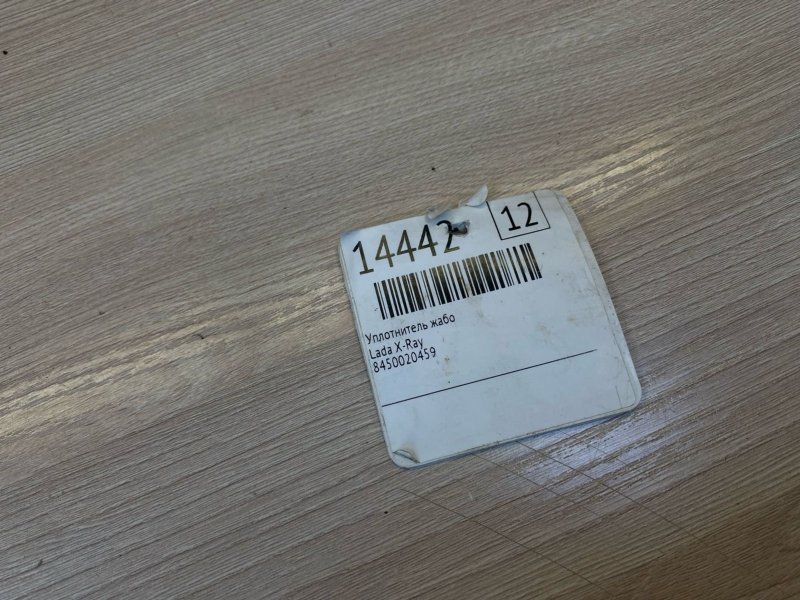 14442
12
Уплотнитель жабо
Lada X-Ray
8450020459